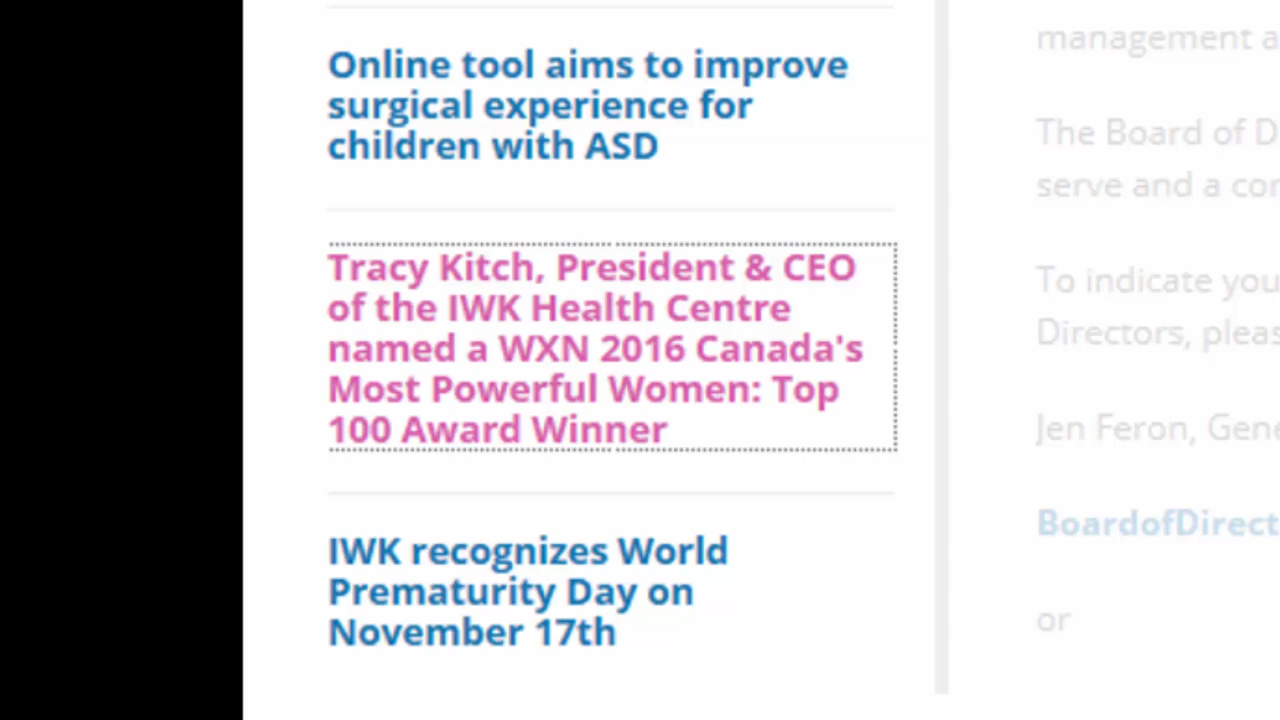 Online tool aims to improve
surgical experience for
children with ASD
Tracy Kitch, President & CEO
of the IWK Health Centre
named a WXN 2016 Canada's
Most Powerful Women: Top
100 Award Winner
IWK recognizes World
Prematurity Day on
November 17th
management a
The Board of D
serve and a con
To indicate you
Directors, pleas
Jen Feron, Gene
BoardofDirect
or